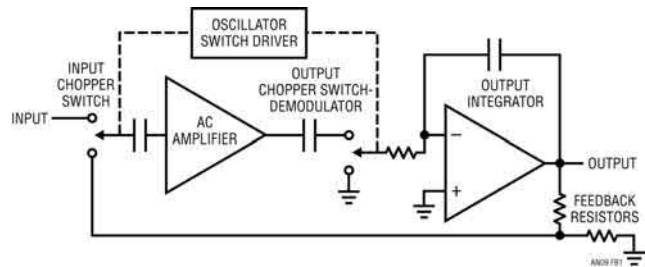 OSCILLATOR
SWITCH DRIVER
INPUT
CHOPPER
SWITCH
OUTPUT
CHOPPER SWITCH-
DEMODULATOR
OUTPUT
INTEGRATOR
INPUT
AC
AMPLIFIER
−
+
OUTPUT
FEEDBACK
RESISTORS
AN09 FB1